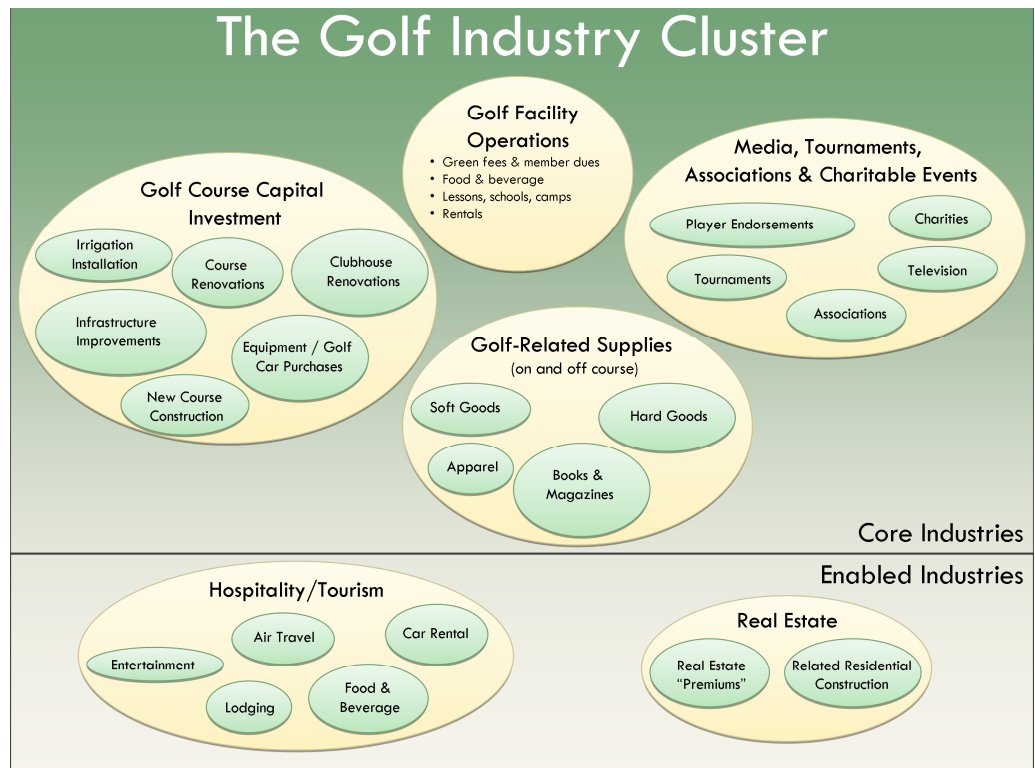 The Golf Industry Cluster
Golf Facility
Operations
• Green fees & member dues
• Food & beverage
• Lessons, schools, camps
• Rentals
Media, Tournaments,
Associations & Charitable Events
Player Endorsements
Charities
Tournaments
Television
Associations
Golf Course Capital
Investment
Irrigation
Installation
Course
Renovations
Clubhouse
Renovations
Infrastructure
Improvements
Equipment / Golf
Car Purchases
New Course
Construction
Golf-Related Supplies
(on and off course)
Soft Goods
Hard Goods
Apparel
Books &
Magazines
Core Industries
Enabled Industries
Hospitality/Tourism
Air Travel
Car Rental
Entertainment
Lodging
Food &
Beverage
Real Estate
Real Estate
“Premiums”
Related Residential
Construction